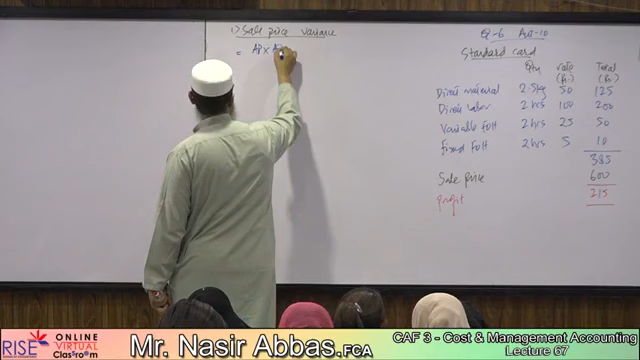 1) Sale price variance
= AP × A
Q-6 Aut-10
Standard card
Qty rate Total
(Rs.) (Rs.)
Direct material 2.5kg 50 125
Direct labor 2 hrs 100 200
Variable FOH 2 hrs 25 50
Fixed FOH 2 hrs 5 10
385
Sale price 600
Profit 215
RISE ONLINE VIRTUAL Classroom
Mr. Nasir Abbas.FCA
CAF 3 - Cost & Management Accounting
Lecture 67